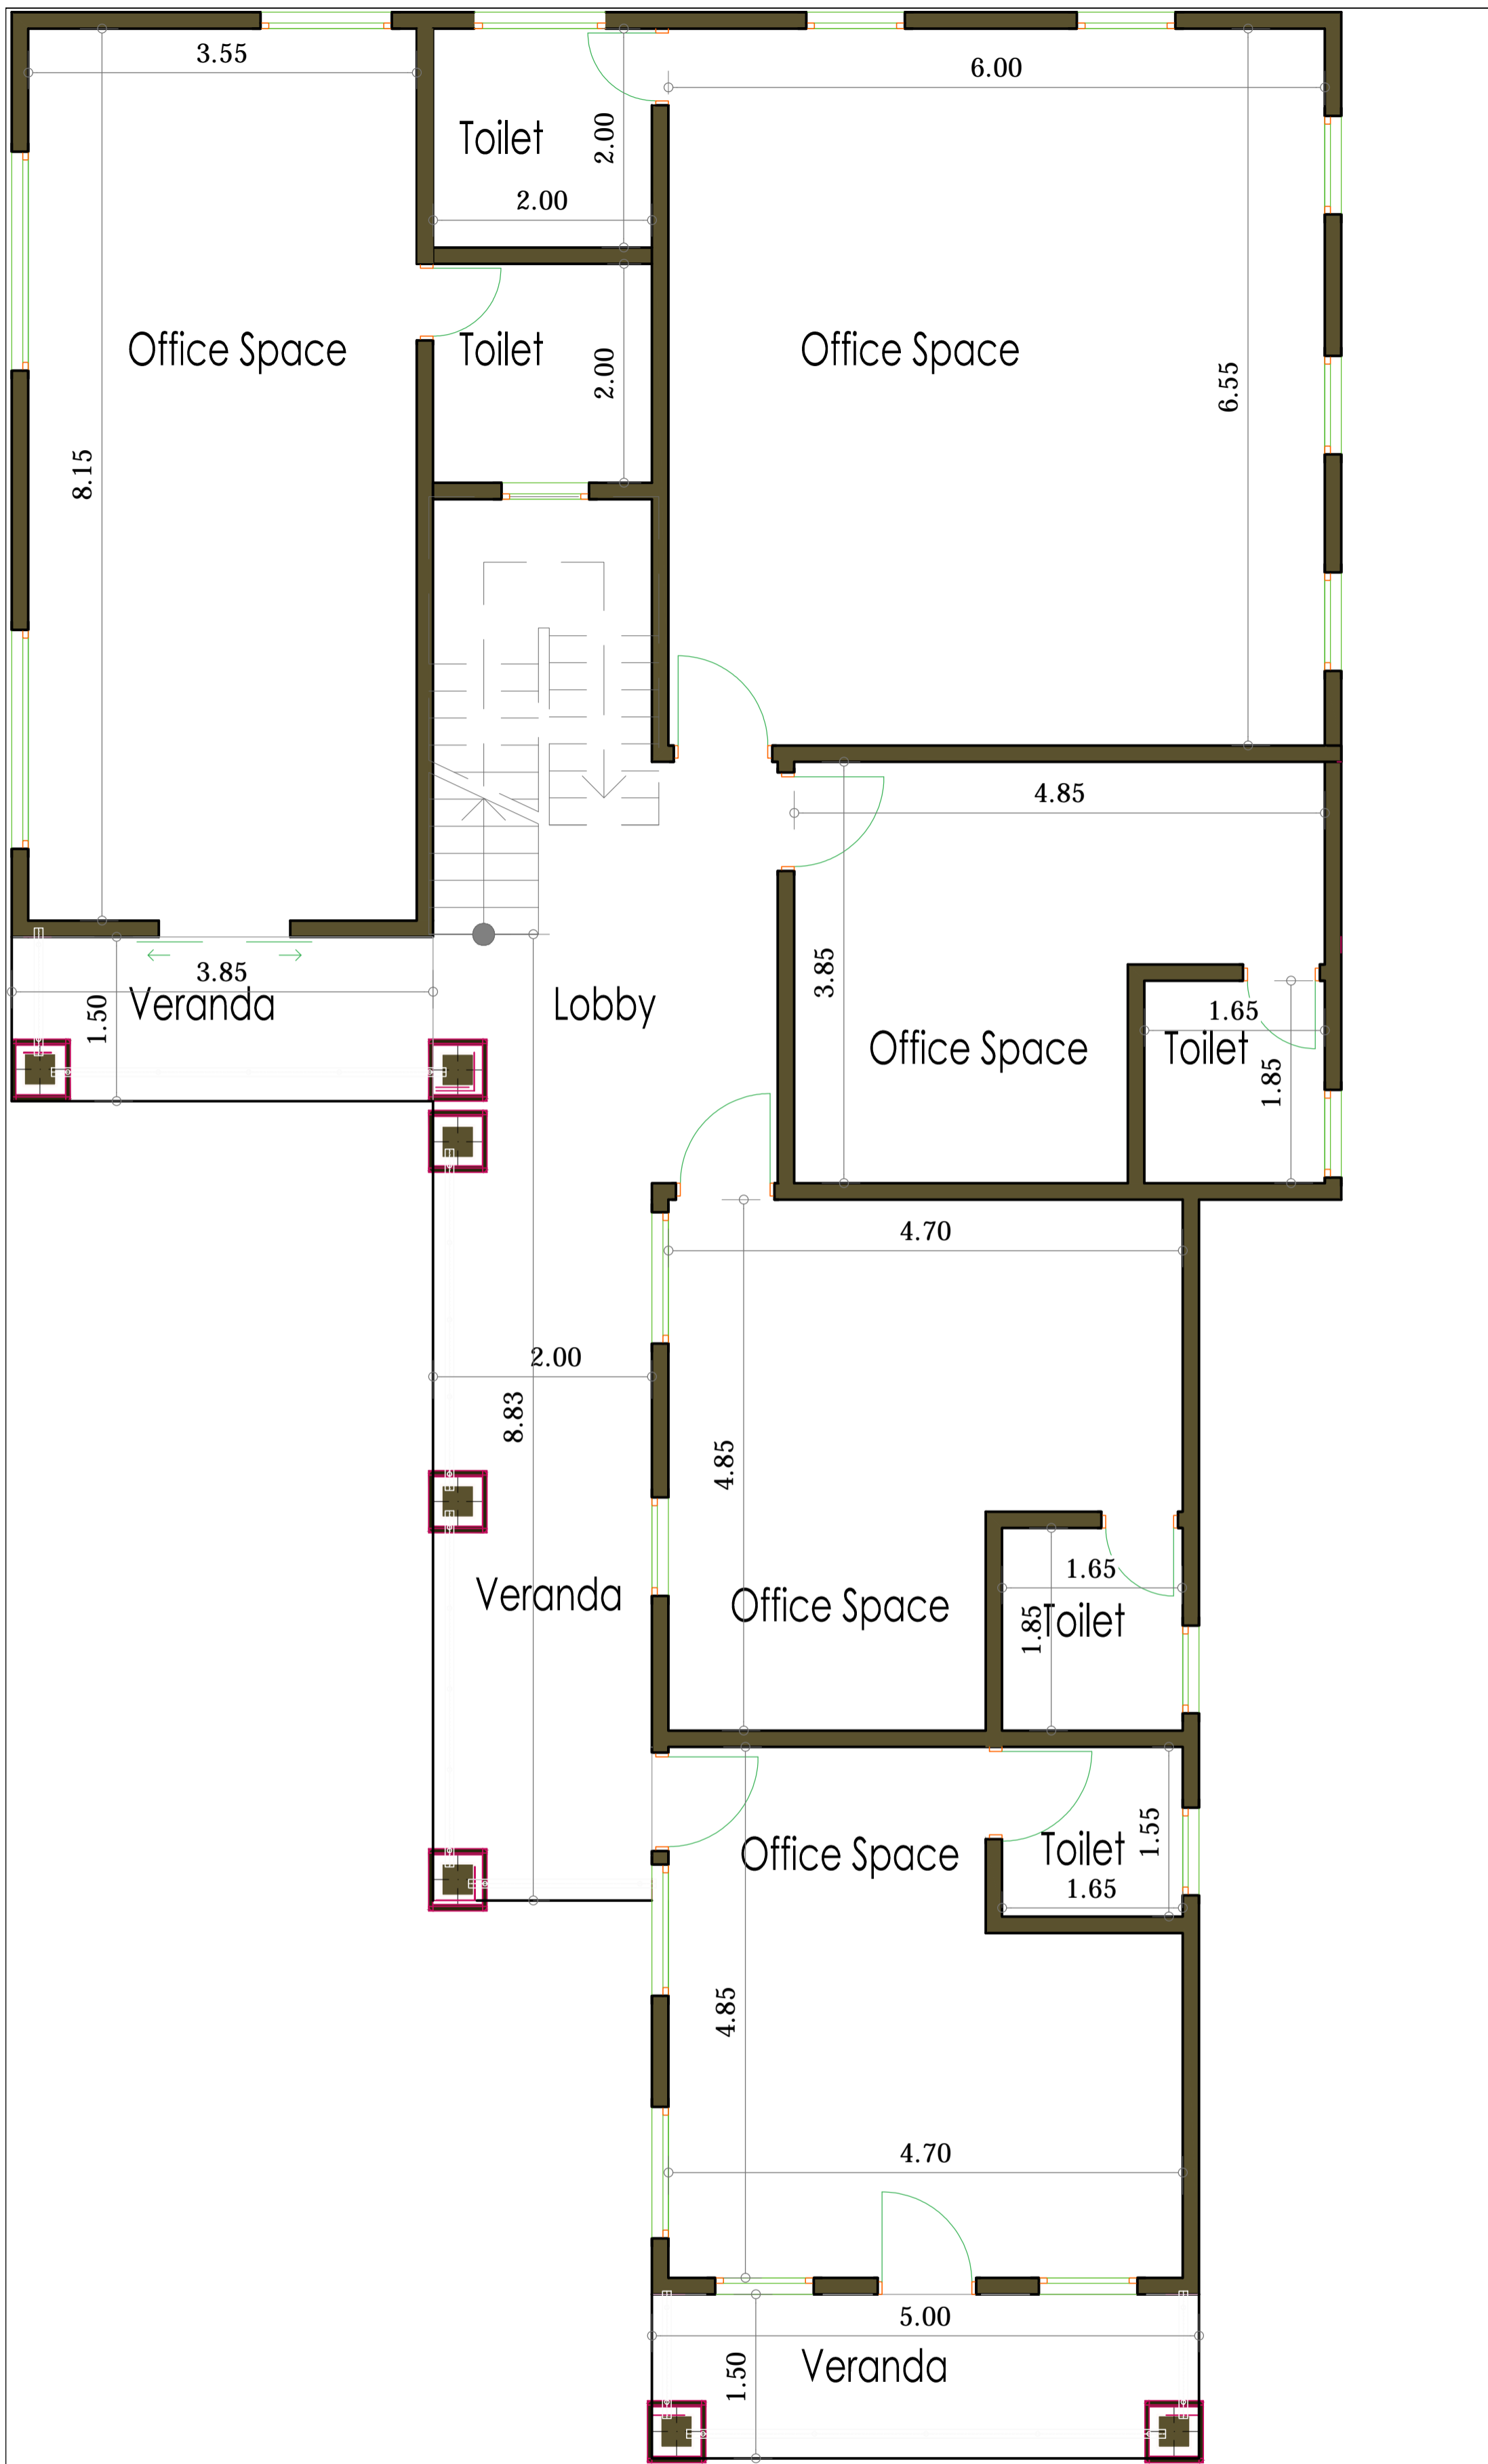 3.55
6.00
Toilet
2.00
2.00
Office Space
Toilet
2.00
Office Space
6.55
8.15
4.85
3.85
3.85
Veranda
1.50
Lobby
Office Space
1.65
Toilet
1.85
4.70
2.00
8.83
4.85
Veranda
Office Space
1.65
1.85
Toilet
Office Space
Toilet
1.55
1.65
4.85
4.70
5.00
Veranda
1.50